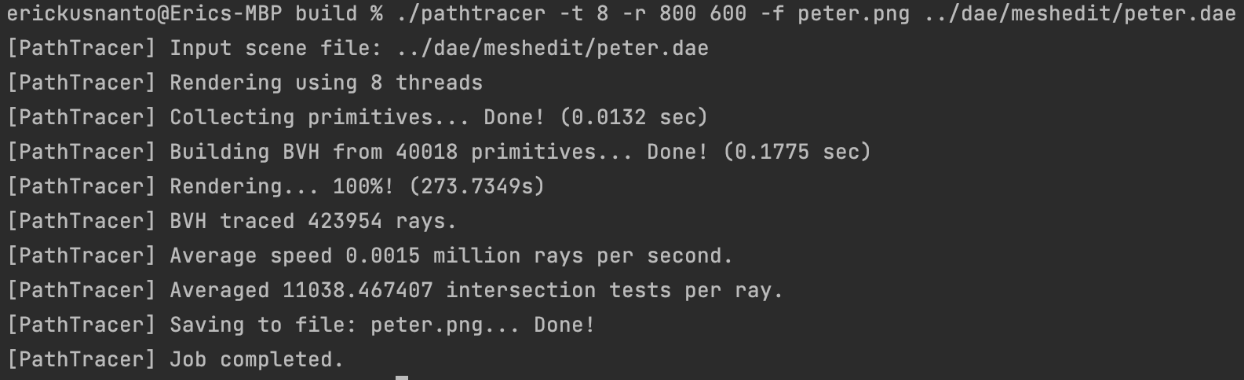 erickusnanto@Erics-MBP build % ./pathtracer -t 8 -r 800 600 -f peter.png ../dae/meshedit/peter.dae
[PathTracer] Input scene file: ../dae/meshedit/peter.dae
[PathTracer] Rendering using 8 threads
[PathTracer] Collecting primitives... Done! (0.0132 sec)
[PathTracer] Building BVH from 40018 primitives... Done! (0.1775 sec)
[PathTracer] Rendering... 100%! (273.7349s)
[PathTracer] BVH traced 423954 rays.
[PathTracer] Average speed 0.0015 million rays per second.
[PathTracer] Averaged 11038.467407 intersection tests per ray.
[PathTracer] Saving to file: peter.png... Done!
[PathTracer] Job completed.